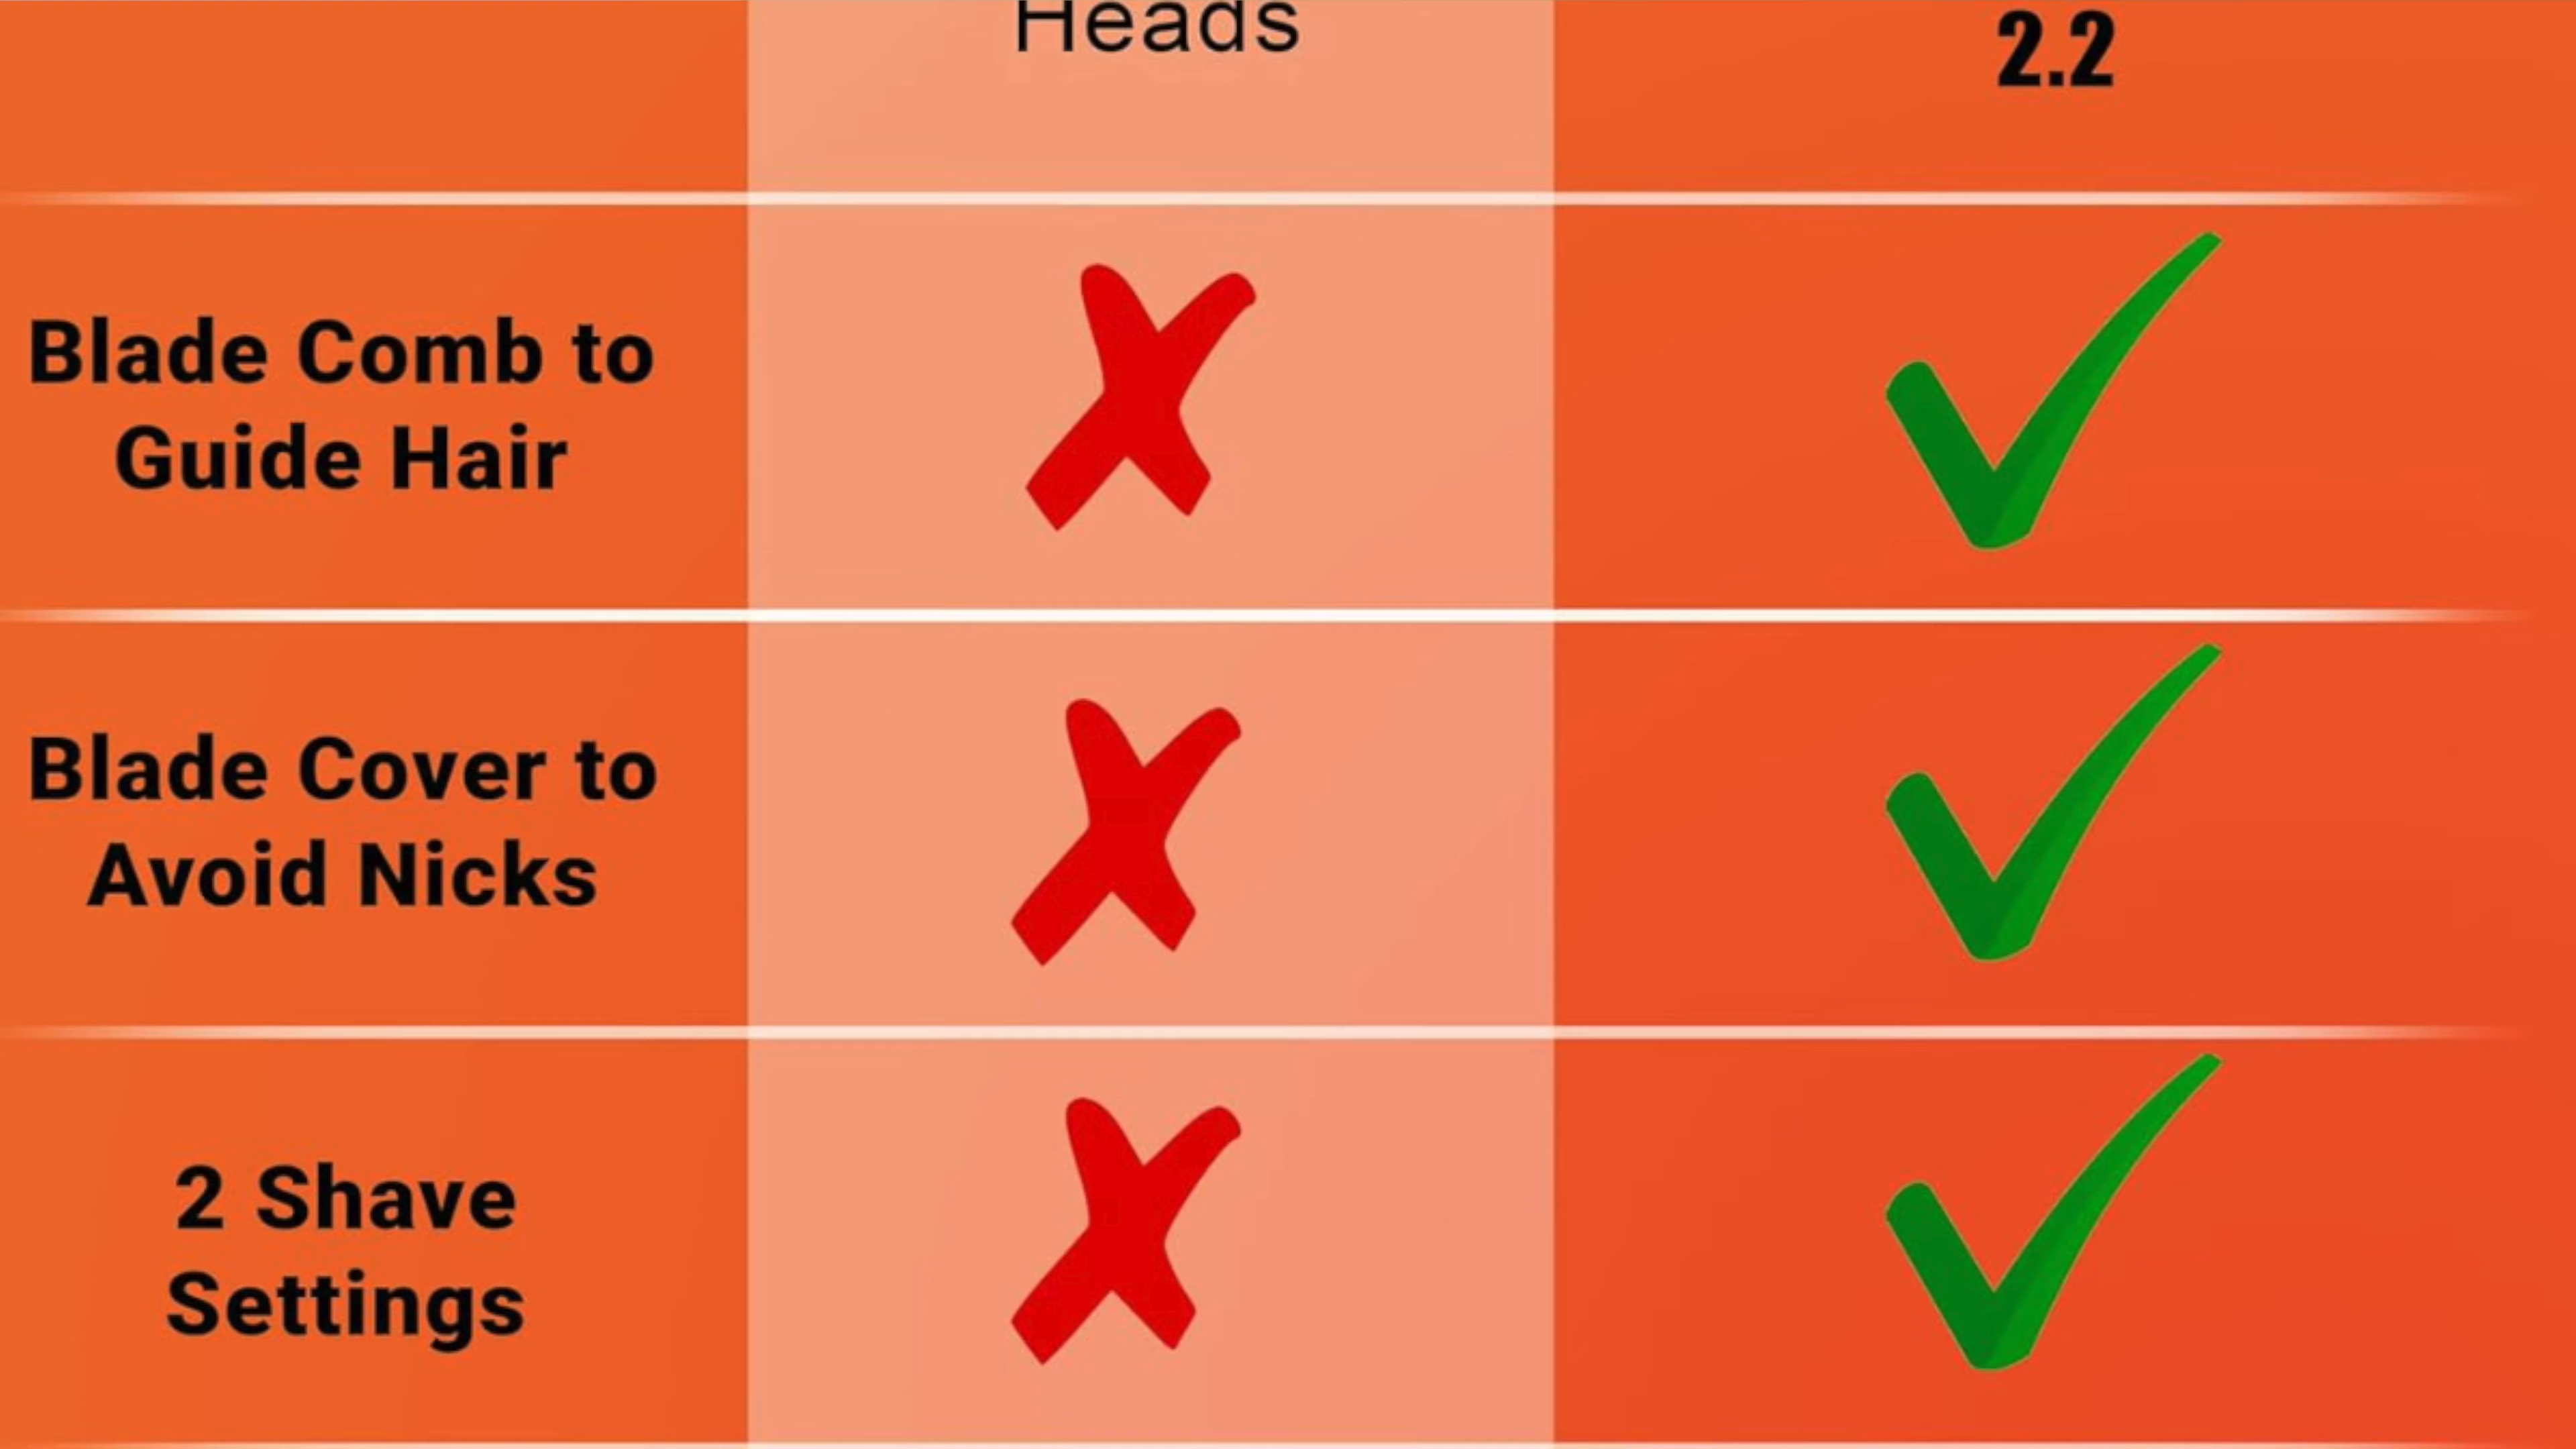 Heads
2.2
Blade Comb to
Guide Hair
Blade Cover to
Avoid Nicks
2 Shave
Settings